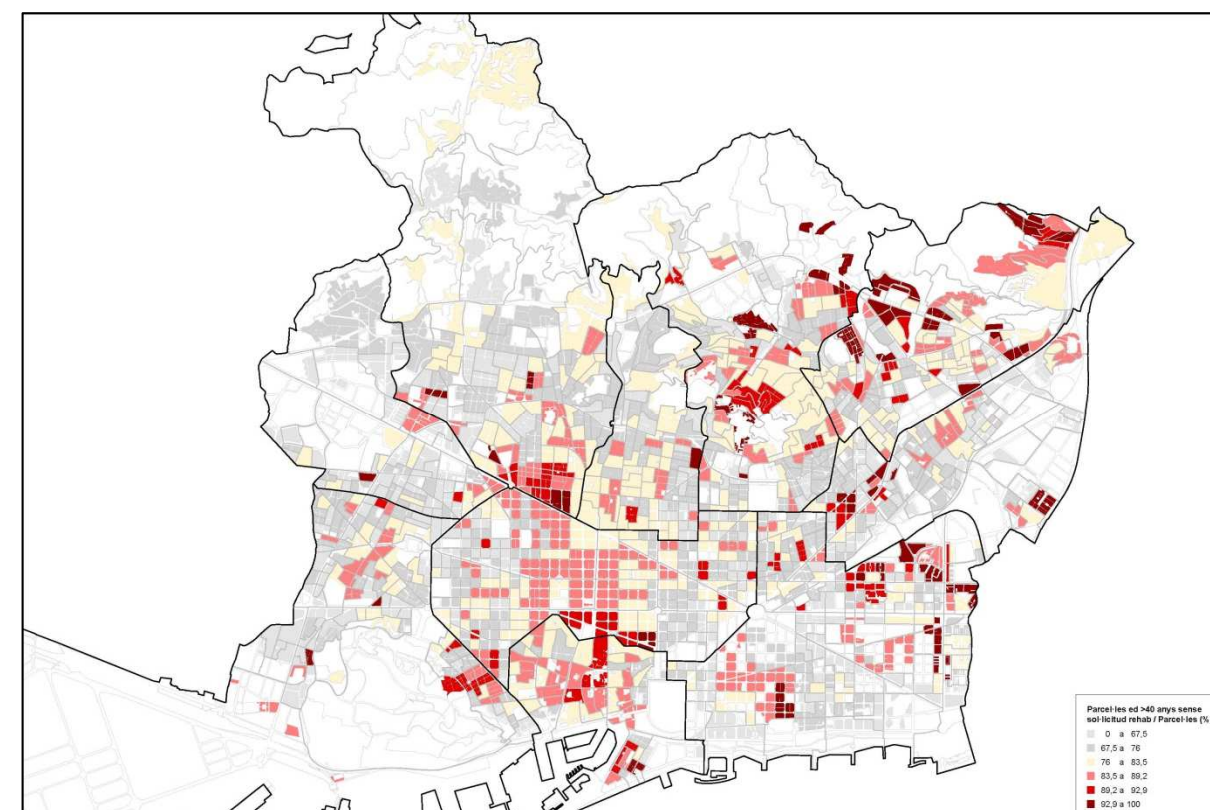 Parcel·les ed >40 anys sense
sol·licitud rehab / Parcel·les (%
0 a 67,5
67,5 a 76
76 a 83,5
83,5 a 89,2
89,2 a 92,9
92,9 a 100